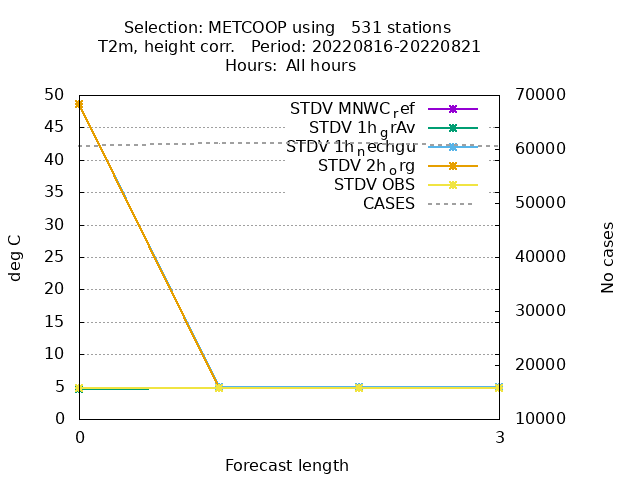 Selection: METCOOP using   531 stations
T2m, height corr.   Period: 20220816-20220821
Hours:  All hours
50
45
40
35
30
25
20
15
10
5
0
70000
60000
50000
40000
30000
20000
10000
STDV MNWC_ref
STDV 1h_grAv
STDV 1h_nechgu
STDV 2h_org
STDV OBS
CASES
deg C
No cases
0
3
Forecast length